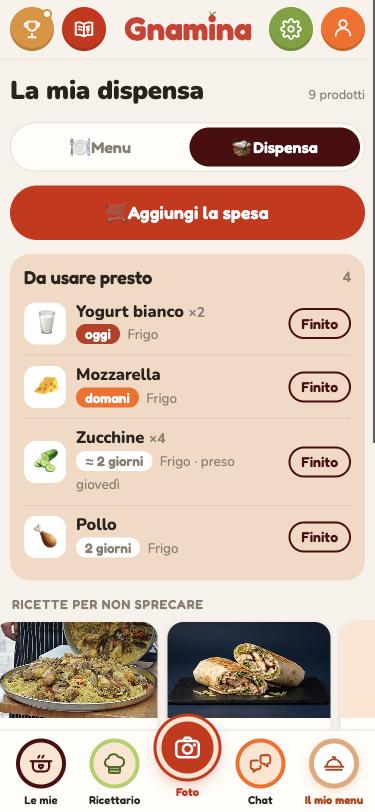 Gnamina
La mia dispensa
9 prodotti
Menu
Dispensa
Aggiungi la spesa
Da usare presto
4
Yogurt bianco ×2
oggi Frigo
Finito
Mozzarella
domani Frigo
Finito
Zucchine ×4
≈ 2 giorni Frigo · preso
giovedì
Finito
Pollo
2 giorni Frigo
Finito
RICETTE PER NON SPRECARE
Le mie
Ricettario
Foto
Chat
Il mio menu